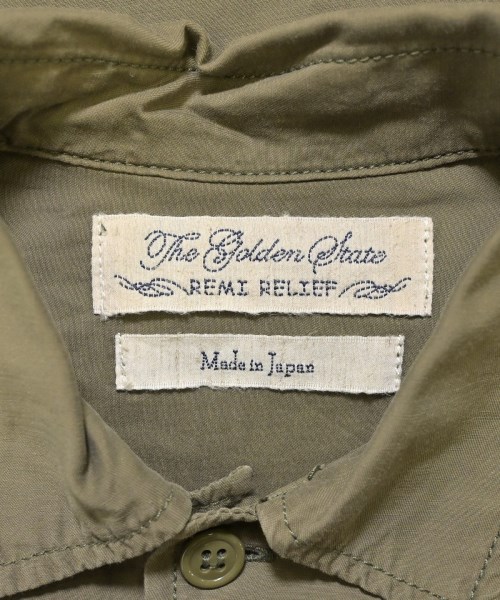 The Golden State
REMI RELIEF
Made in Japan